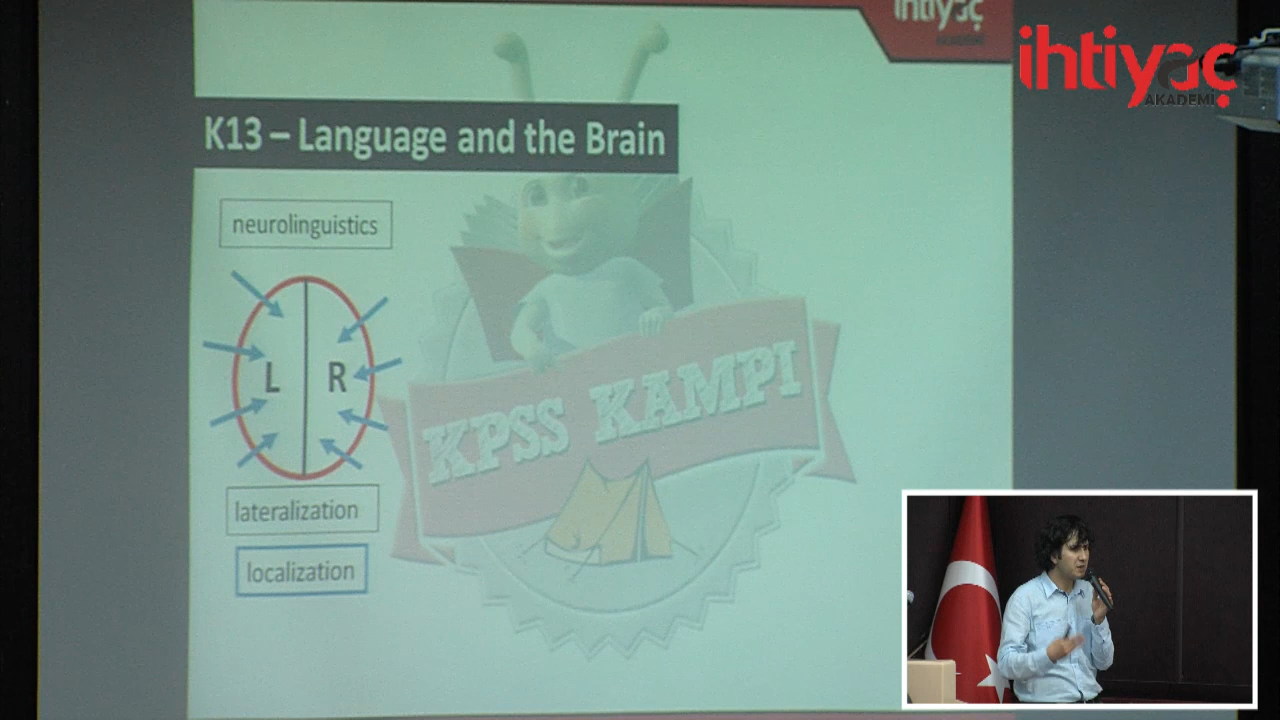 ihtiyaç
AKADEMİ
ihtiyaç
AKADEMİ
K13 – Language and the Brain
neurolinguistics
L R
KPSS KAMPI
lateralization
localization